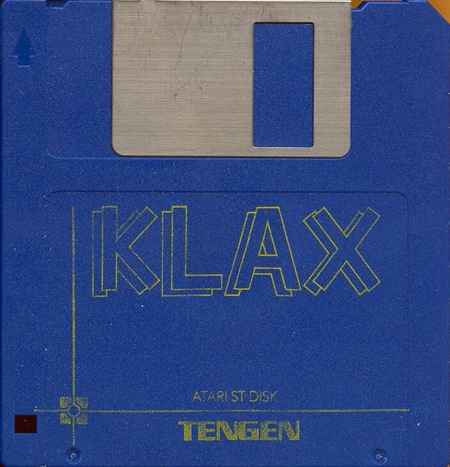 KLAX
ATARI ST DISK
TENGEN